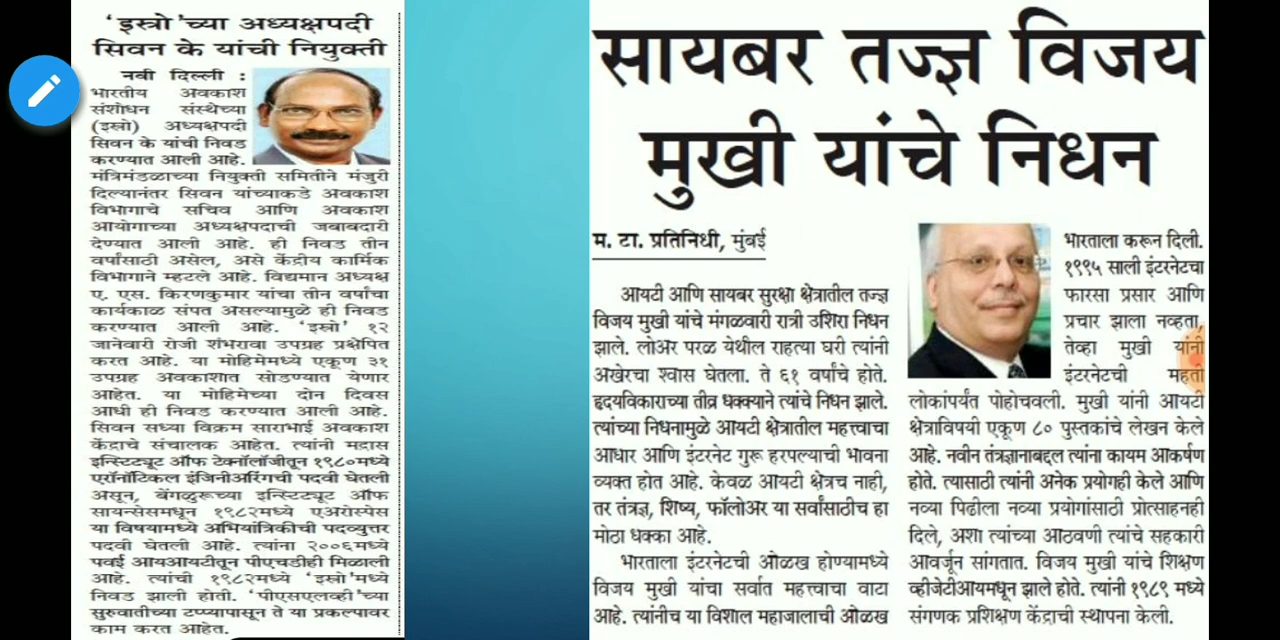 ‘इस्रो’च्या अध्यक्षपदी
सिवन के यांची नियुक्ती
नवी दिल्ली :
भारतीय अवकाश
संशोधन संस्थेच्या
(इस्रो) अध्यक्षपदी
सिवन के यांची निवड
करण्यात आली आहे.
मंत्रिमंडळाच्या नियुक्ती समितीने मंजुरी
दिल्यानंतर सिवन यांच्याकडे अवकाश
विभागाचे सचिव आणि अवकाश
आयोगाच्या अध्यक्षपदाची जबाबदारी
देण्यात आली आहे. ही निवड तीन
वर्षांसाठी असेल, असे केंद्रीय कार्मिक
विभागाने म्हटले आहे. विद्यमान अध्यक्ष
ए. एस. किरणकुमार यांचा तीन वर्षांचा
कार्यकाळ संपत असल्यामुळे ही निवड
करण्यात आली आहे. ‘इस्रो’ १२
जानेवारी रोजी शंभरावा उपग्रह प्रक्षेपित
करत आहे. या मोहिमेमध्ये एकूण ३१
उपग्रह अवकाशात सोडण्यात येणार
आहेत. या मोहिमेच्या दोन दिवस
आधी ही निवड करण्यात आली आहे.
सिवन सध्या विक्रम साराभाई अवकाश
केंद्राचे संचालक आहेत. त्यांनी मद्रास
इन्स्टिट्यूट ऑफ टेक्नॉलॉजीतून १९८०मध्ये
एरॉनॉटिकल इंजिनीअरिंगची पदवी घेतली
असून, बेंगळुरूच्या इन्स्टिट्यूट ऑफ
सायन्सेसमधून १९८२मध्ये एअरोस्पेस
या विषयामध्ये अभियांत्रिकीची पदव्युत्तर
पदवी घेतली आहे. त्यांना २००६मध्ये
पवई आयआयटीतून पीएचडीही मिळाली
आहे. त्यांची १९८२मध्ये ‘इस्रो’मध्ये
निवड झाली होती. ‘पीएसएलव्ही’च्या
सुरुवातीच्या टप्प्यापासून ते या प्रकल्पावर
काम करत आहेत.
सायबर तज्ज्ञ विजय
मुखी यांचे निधन
म. टा. प्रतिनिधी, मुंबई
आयटी आणि सायबर सुरक्षा क्षेत्रातील तज्ज्ञ
विजय मुखी यांचे मंगळवारी रात्री उशिरा निधन
झाले. लोअर परळ येथील राहत्या घरी त्यांनी
अखेरचा श्वास घेतला. ते ६१ वर्षांचे होते.
हृदयविकाराच्या तीव्र धक्क्याने त्यांचे निधन झाले.
त्यांच्या निधनामुळे आयटी क्षेत्रातील महत्त्वाचा
आधार आणि इंटरनेट गुरू हरपल्याची भावना
व्यक्त होत आहे. केवळ आयटी क्षेत्रच नाही,
तर तंत्रज्ञ, शिष्य, फॉलोअर या सर्वांसाठीच हा
मोठा धक्का आहे.
भारताला इंटरनेटची ओळख होण्यामध्ये
विजय मुखी यांचा सर्वात महत्त्वाचा वाटा
आहे. त्यांनीच या विशाल महाजालाची ओळख
भारताला करून दिली.
१९९५ साली इंटरनेटचा
फारसा प्रसार आणि
प्रचार झाला नव्हता,
तेव्हा मुखी यांनी
इंटरनेटची महती
लोकांपर्यंत पोहोचवली. मुखी यांनी आयटी
क्षेत्राविषयी एकूण ८० पुस्तकांचे लेखन केले
आहे. नवीन तंत्रज्ञानाबद्दल त्यांना कायम आकर्षण
होते. त्यासाठी त्यांनी अनेक प्रयोगही केले आणि
नव्या पिढीला नव्या प्रयोगांसाठी प्रोत्साहनही
दिले, अशा त्यांच्या आठवणी त्यांचे सहकारी
आवर्जून सांगतात. विजय मुखी यांचे शिक्षण
व्हीजेटीआयमधून झाले होते. त्यांनी १९८९ मध्ये
संगणक प्रशिक्षण केंद्राची स्थापना केली.